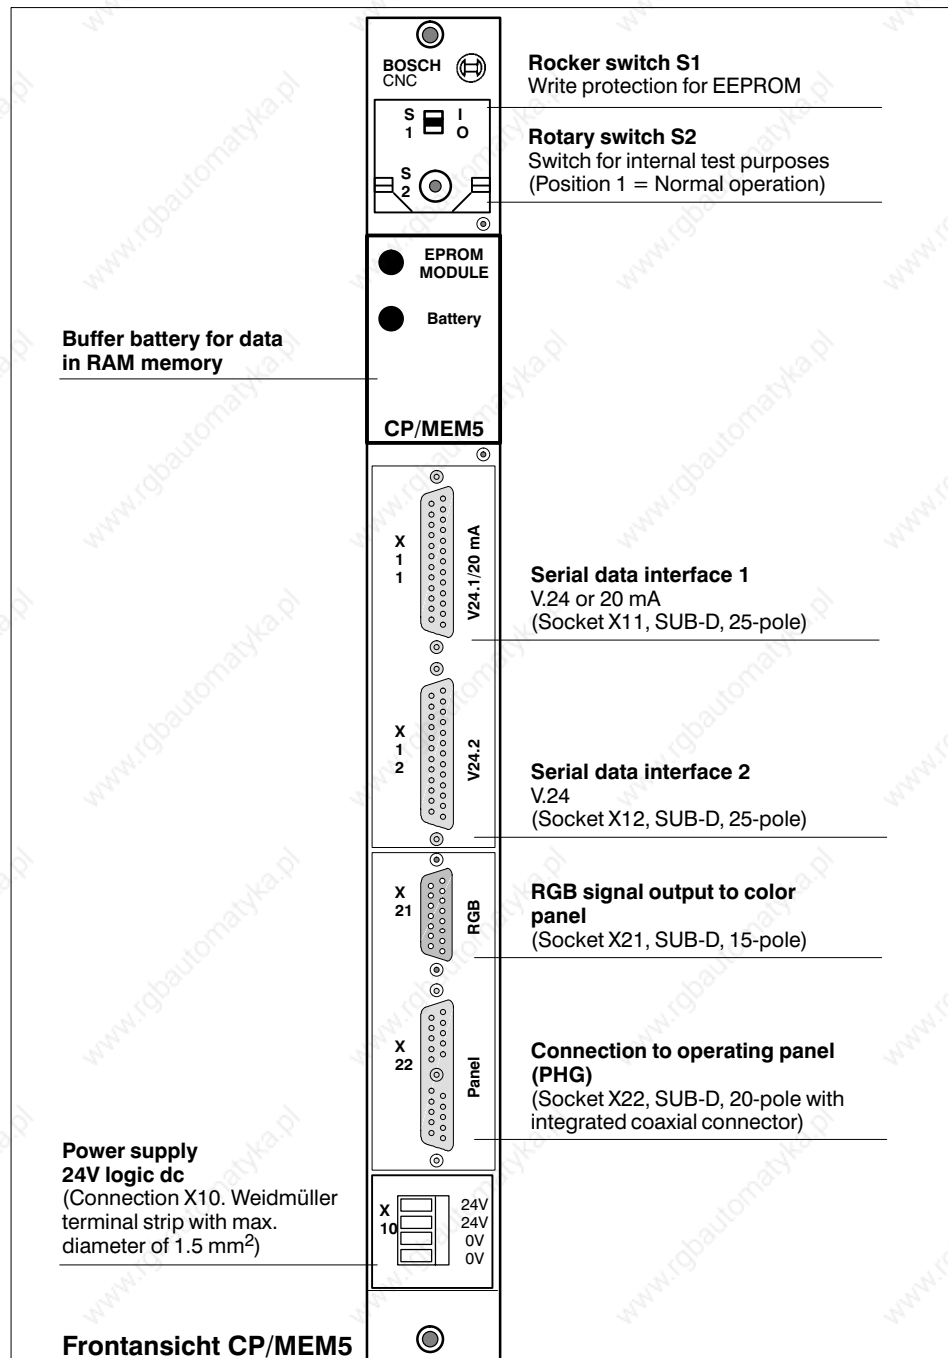 BOSCH
CNC
S
1
I
O
S
2
Rocker switch S1
Write protection for EEPROM
Rotary switch S2
Switch for internal test purposes
(Position 1 = Normal operation)
EPROM
MODULE
Battery
Buffer battery for data
in RAM memory
CP/MEM5
X
1
1
V24.1/20 mA
Serial data interface 1
V.24 or 20 mA
(Socket X11, SUB-D, 25-pole)
X
1
2
V24.2
Serial data interface 2
V.24
(Socket X12, SUB-D, 25-pole)
X
21
RGB
RGB signal output to color
panel
(Socket X21, SUB-D, 15-pole)
X
22
Panel
Connection to operating panel
(PHG)
(Socket X22, SUB-D, 20-pole with
integrated coaxial connector)
Power supply
24V logic dc
(Connection X10. Weidmüller
terminal strip with max.
diameter of 1.5 mm²)
X
10
24V
24V
0V
0V
Frontansicht CP/MEM5
www.rgbautomatyka.pl